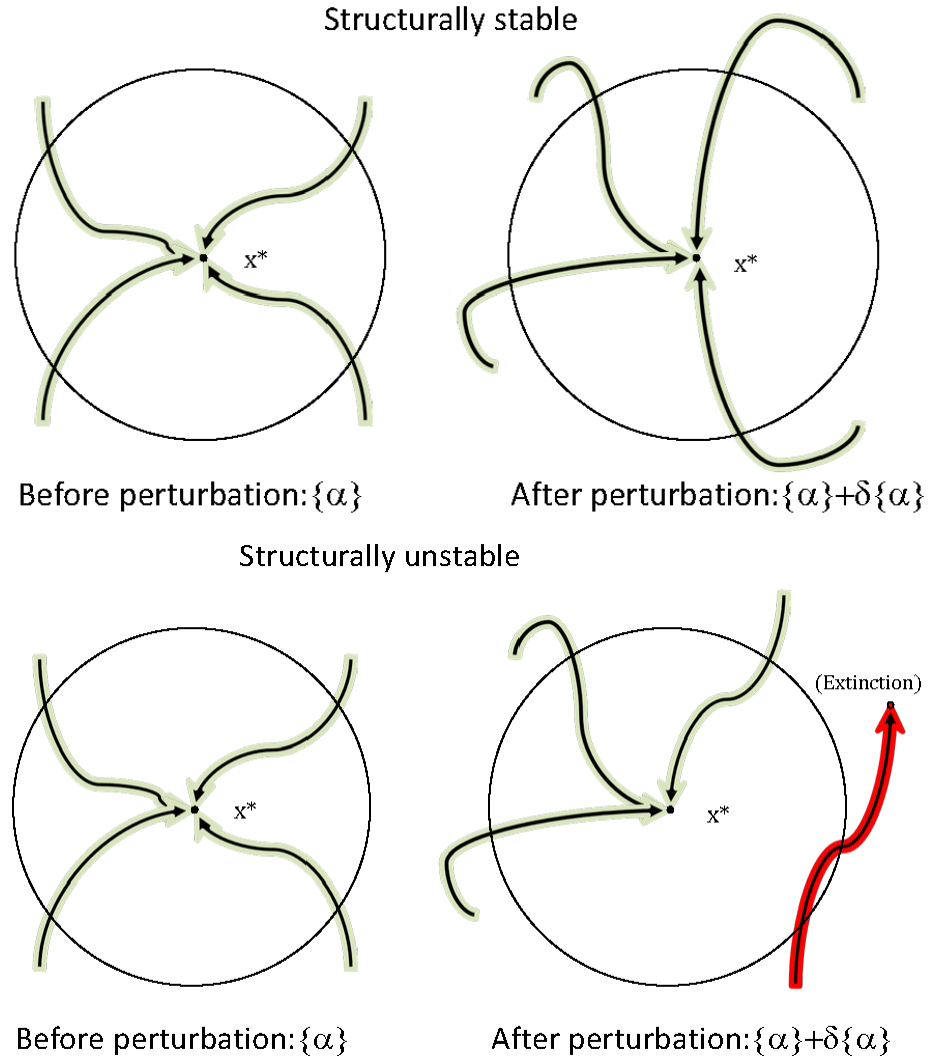 Structurally stable
x*
x*
Before perturbation:{α}
After perturbation:{α}+δ{α}
Structurally unstable
(Extinction)
x*
x*
Before perturbation:{α}
After perturbation:{α}+δ{α}